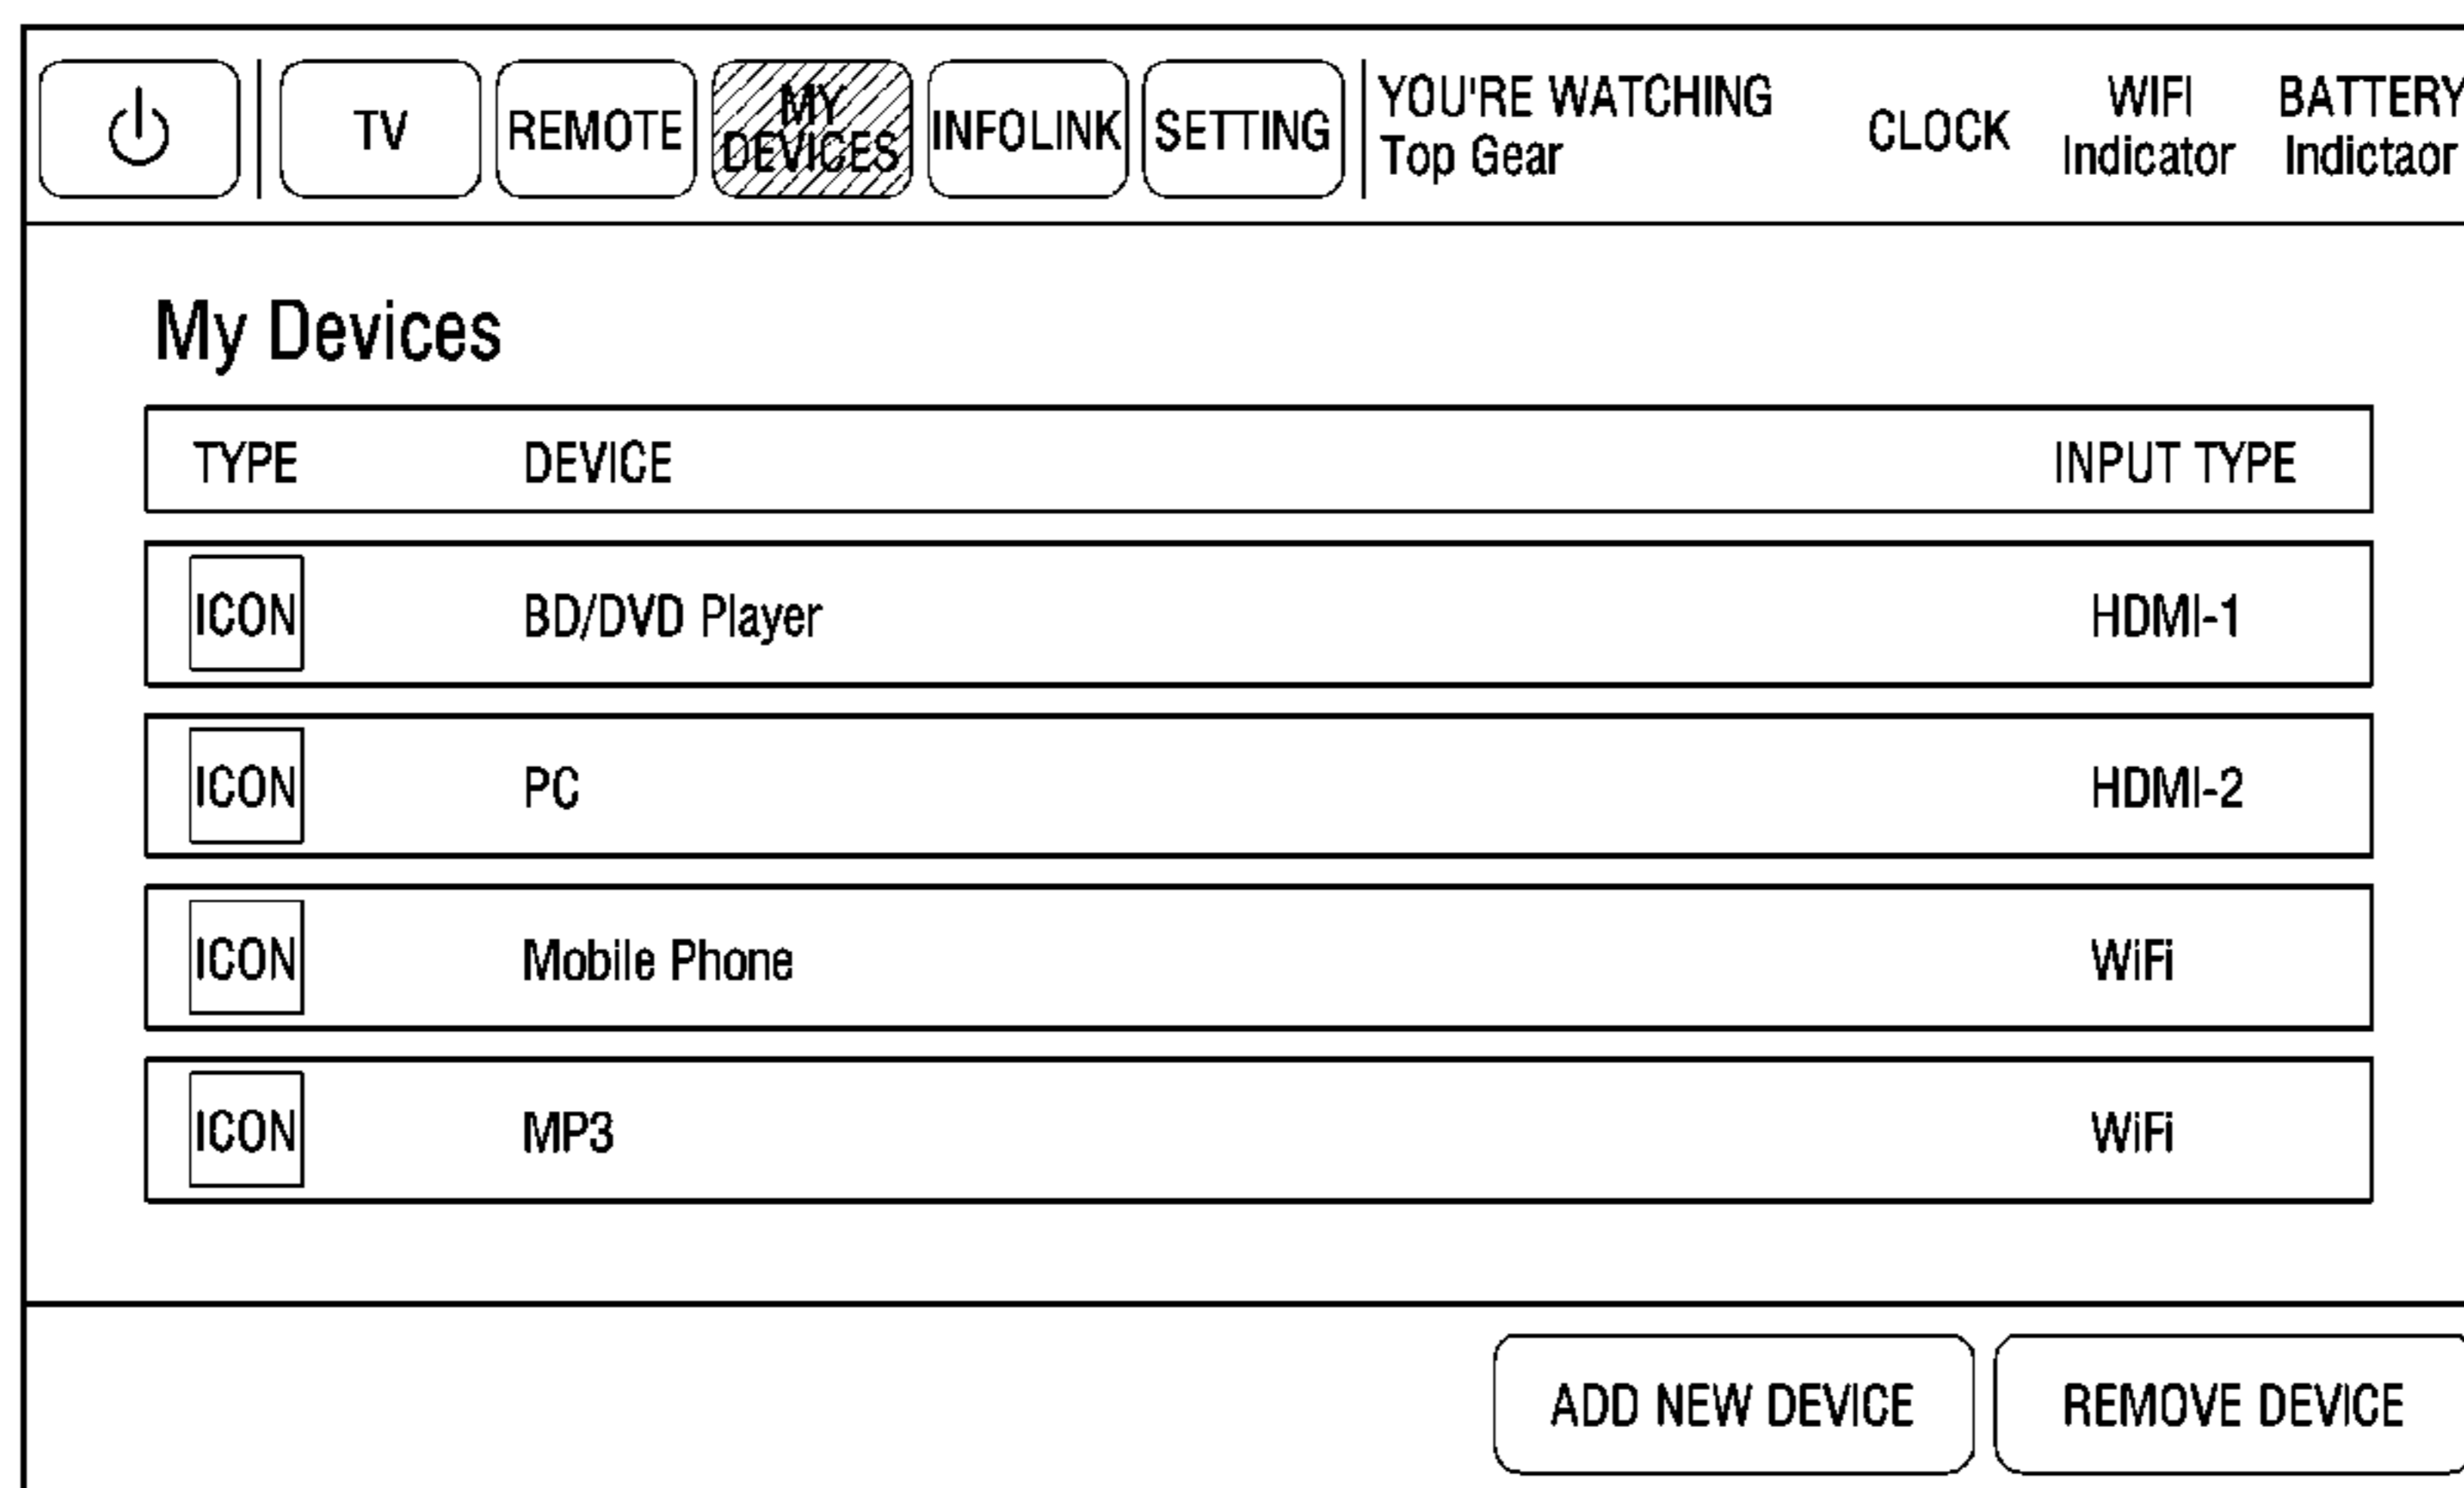 TV
REMOTE
MY
DEVICES
INFOLINK
SETTING
YOU'RE WATCHING
Top Gear
CLOCK
WIFI
Indicator
BATTERY
Indictaor
My Devices
TYPE DEVICE INPUT TYPE
ICON BD/DVD Player HDMI-1
ICON PC HDMI-2
ICON Mobile Phone WiFi
ICON MP3 WiFi
ADD NEW DEVICE REMOVE DEVICE